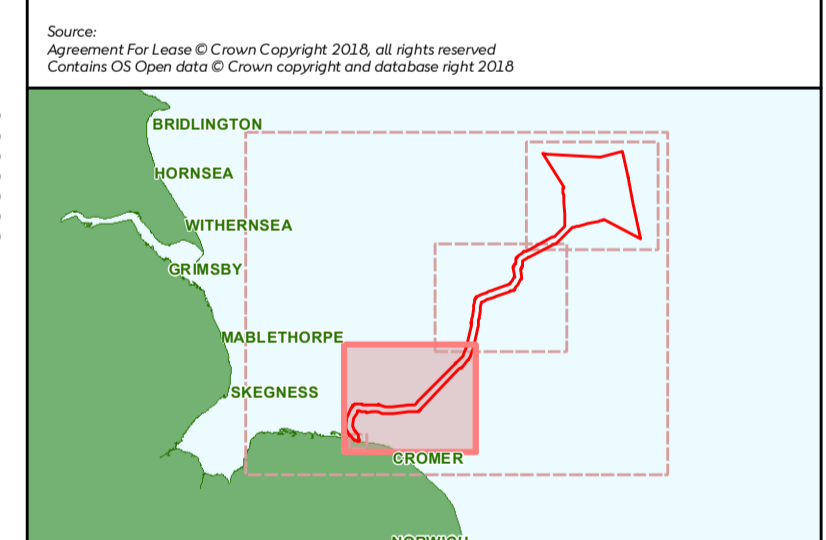 Source:
Agreement For Lease © Crown Copyright 2018, all rights reserved
Contains OS Open data © Crown copyright and database right 2018
BRIDLINGTON
HORNSEA
WITHERNSEA
GRIMSBY
MABLETHORPE
SKEGNESS
CROMER
NORWICH